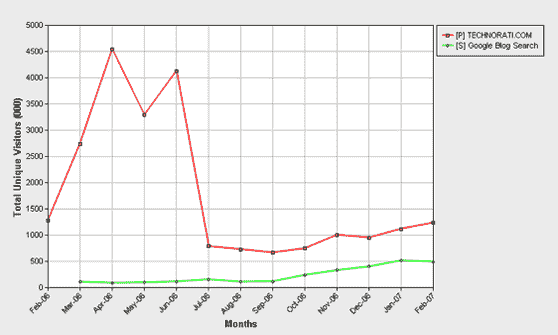 5000
4500
4000
3500
3000
2500
2000
1500
1000
500
0
Total Unique Visitors (000)
Feb-06
Mar-06
Apr-06
May-06
Jun-06
Jul-06
Aug-06
Sep-06
Oct-06
Nov-06
Dec-06
Jan-07
Feb-07
Months
[P] TECHNORATI.COM
[S] Google Blog Search